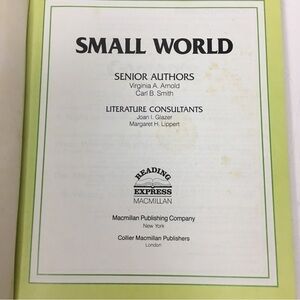 SMALL WORLD
SENIOR AUTHORS
Virginia A. Arnold
Carl B. Smith
LITERATURE CONSULTANTS
Joan I. Glazer
Margaret H. Lippert
READING
EXPRESS
MACMILLAN
Macmillan Publishing Company
New York
Collier Macmillan Publishers
London